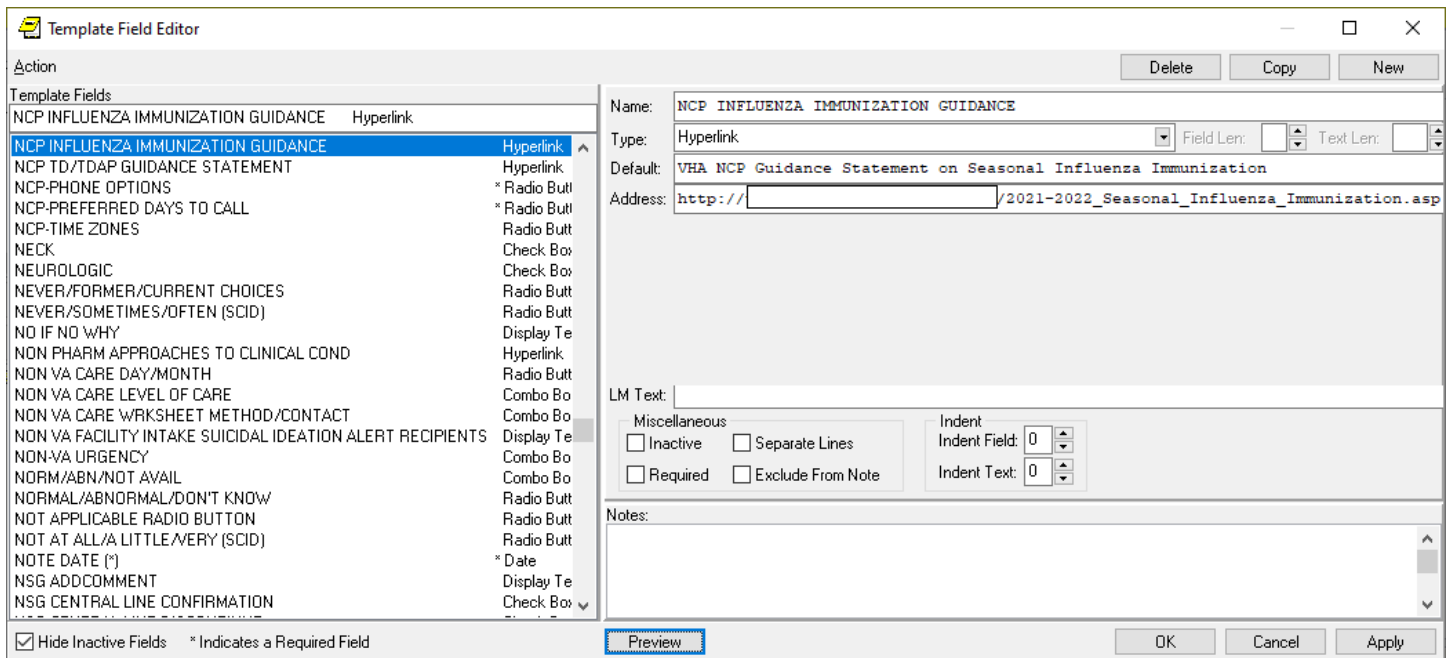 Template Field Editor
Action
Delete Copy New
Template Fields
NCP INFLUENZA IMMUNIZATION GUIDANCE Hyperlink
NCP INFLUENZA IMMUNIZATION GUIDANCE Hyperlink
NCP TD/TDAP GUIDANCE STATEMENT Hyperlink
NCP-PHONE OPTIONS * Radio Butt
NCP-PREFERRED DAYS TO CALL * Radio Butt
NCP-TIME ZONES Radio Butt
NECK Check Box
NEUROLOGIC Check Box
NEVER/FORMER/CURRENT CHOICES Radio Butt
NEVER/SOMETIMES/OFTEN (SCID) Radio Butt
NO IF NO WHY Display Te
NON PHARM APPROACHES TO CLINICAL COND Hyperlink
NON VA CARE DAY/MONTH Radio Butt
NON VA CARE LEVEL OF CARE Combo Bo
NON VA CARE WRKSHEET METHOD/CONTACT Combo Bo
NON VA FACILITY INTAKE SUICIDAL IDEATION ALERT RECIPIENTS Display Te
NON-VA URGENCY Combo Bo
NORM/ABN/NOT AVAIL Combo Bo
NORMAL/ABNORMAL/DON'T KNOW Radio Butt
NOT APPLICABLE RADIO BUTTON Radio Butt
NOT AT ALL/A LITTLE/VERY (SCID) Radio Butt
NOTE DATE (*) * Date
NSG ADDCOMMENT Display Te
NSG CENTRAL LINE CONFIRMATION Check Box
Hide Inactive Fields * Indicates a Required Field
Name: NCP INFLUENZA IMMUNIZATION GUIDANCE
Type: Hyperlink Field Len: Text Len:
Default: VHA NCP Guidance Statement on Seasonal Influenza Immunization
Address: http:// /2021-2022_Seasonal_Influenza_Immunization.asp
LM Text:
Miscellaneous Indent
Inactive Separate Lines Indent Field: 0
Required Exclude From Note Indent Text: 0
Notes:
Preview OK Cancel Apply